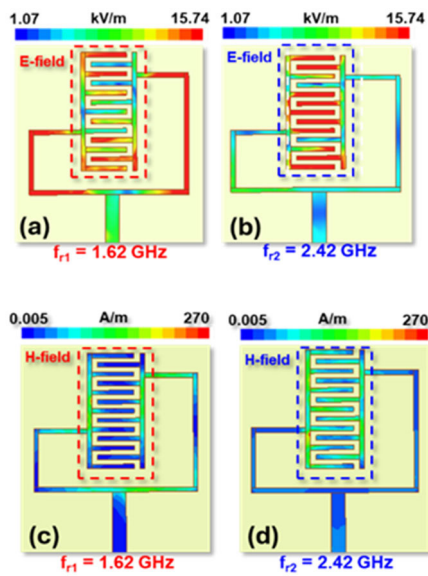 1.07 kV/m 15.74
1.07 kV/m 15.74
E-field
E-field
(a)
(b)
fr1 = 1.62 GHz
fr2 = 2.42 GHz
0.005 A/m 270
0.005 A/m 270
H-field
H-field
(c)
(d)
fr1 = 1.62 GHz
fr2 = 2.42 GHz